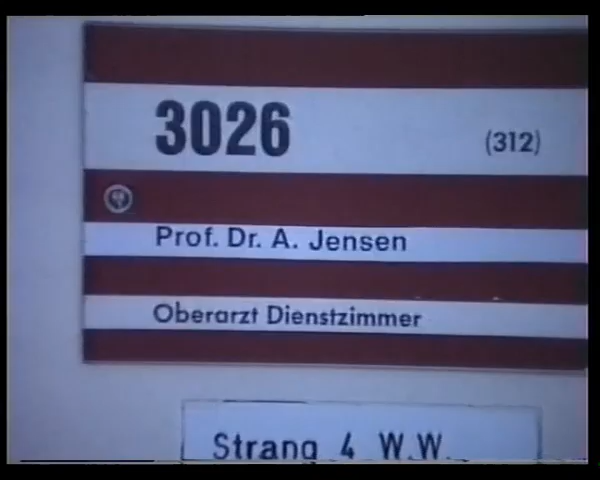 3026 (312)
Prof. Dr. A. Jensen
Oberarzt Dienstzimmer
Strang 4 W.W.